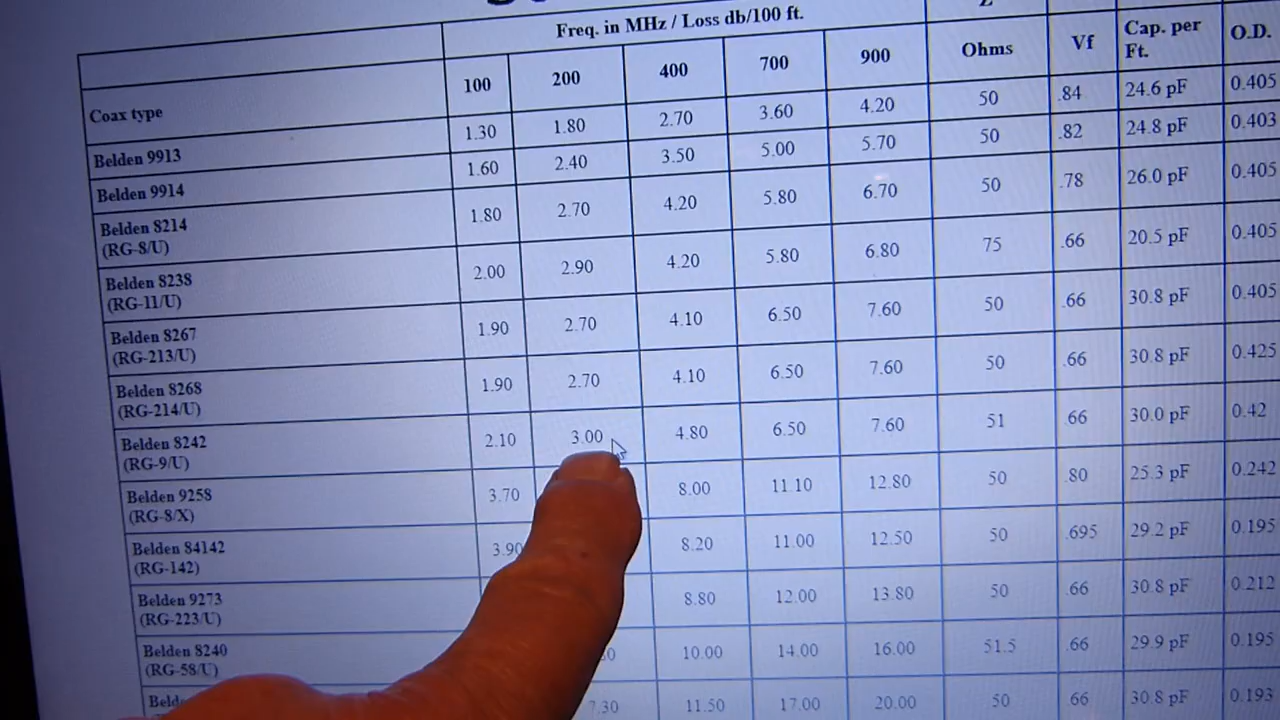 Freq. in MHz / Loss db/100 ft.
Coax type 100 200 400 700 900 Ohms Vf Cap. per Ft. O.D.
Belden 9913 1.30 1.80 2.70 3.60 4.20 50 .84 24.6 pF 0.405
Belden 9914 1.60 2.40 3.50 5.00 5.70 50 .82 24.8 pF 0.403
Belden 8214 1.80 2.70 4.20 5.80 6.70 50 .78 26.0 pF 0.405
(RG-8/U)
Belden 8238 2.00 2.90 4.20 5.80 6.80 75 .66 20.5 pF 0.405
(RG-11/U)
Belden 8267 1.90 2.70 4.10 6.50 7.60 50 .66 30.8 pF 0.405
(RG-213/U)
Belden 8268 1.90 2.70 4.10 6.50 7.60 50 .66 30.8 pF 0.425
(RG-214/U)
Belden 8242 2.10 3.00 4.80 6.50 7.60 51 .66 30.0 pF 0.42
(RG-9/U)
Belden 9258 3.70 8.00 11.10 12.80 50 .80 25.3 pF 0.242
(RG-8/X)
Belden 84142 3.90 8.20 11.00 12.50 50 .695 29.2 pF 0.195
(RG-142)
Belden 9273 8.80 12.00 13.80 50 .66 30.8 pF 0.212
(RG-223/U)
Belden 8240 10.00 14.00 16.00 51.5 .66 29.9 pF 0.195
(RG-58/U)
7.30 11.50 17.00 20.00 50 .66 30.8 pF 0.193